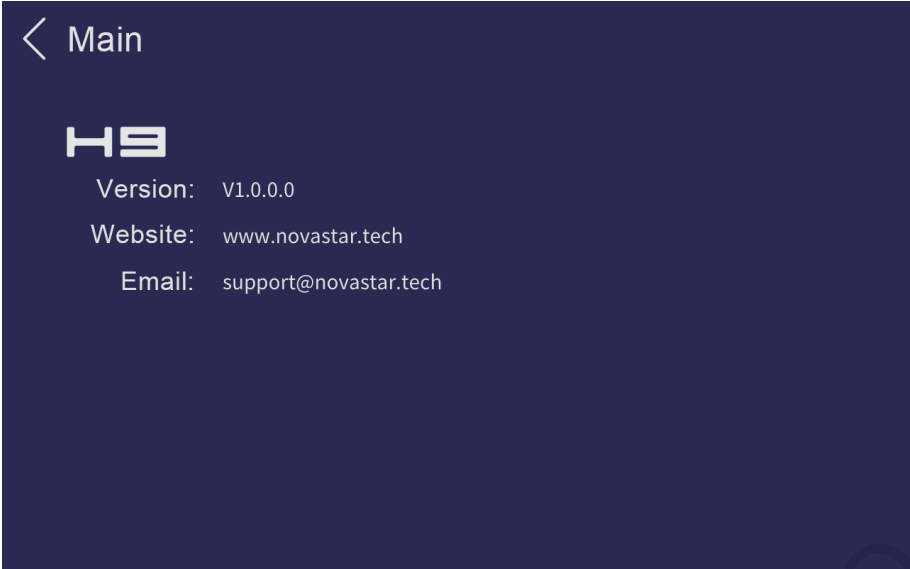 Main
H9
Version: V1.0.0.0
Website: www.novastar.tech
Email: support@novastar.tech